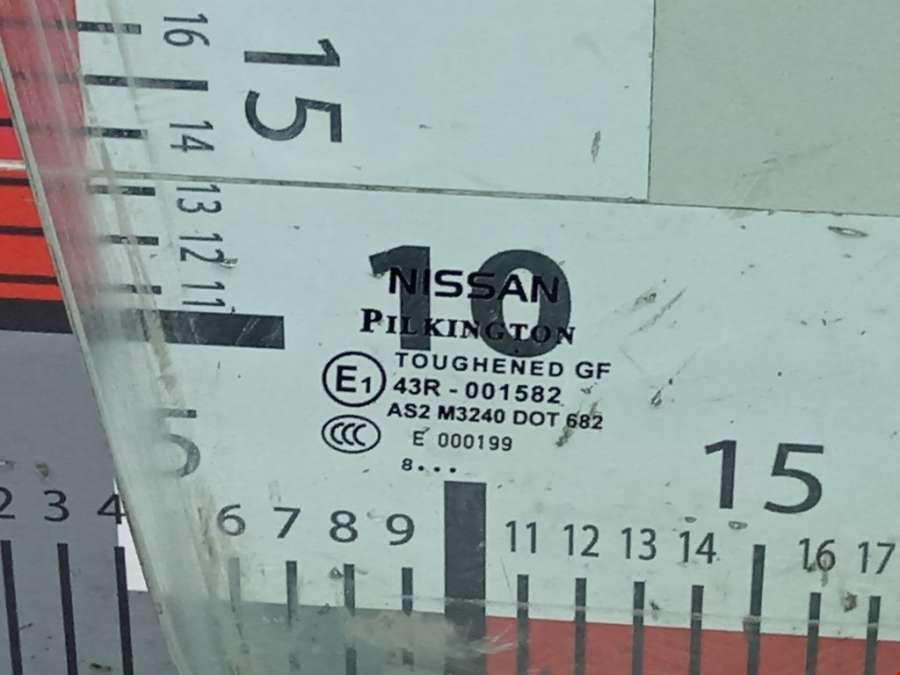 16
15
14
13
12
11
10
NISSAN
PILKINGTON
TOUGHENED GF
E1 43R - 001582
AS2 M3240 DOT 682
CCC E 000199
8...
5
15
2 3 4 6 7 8 9 11 12 13 14 16 17